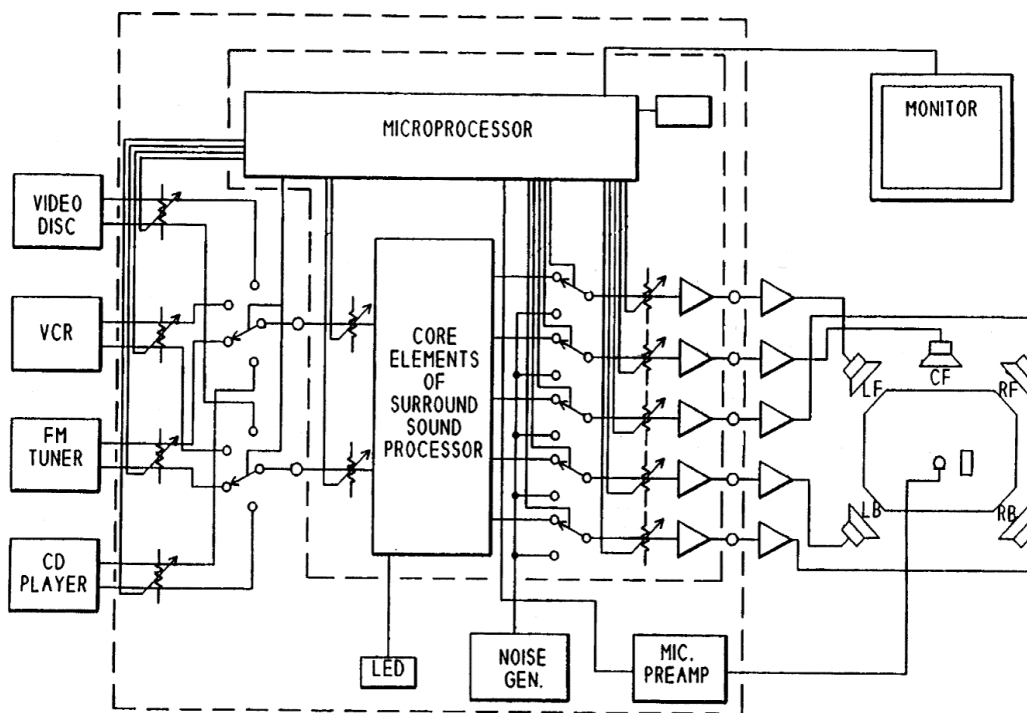 MICROPROCESSOR
MONITOR
VIDEO
DISC
VCR
FM
TUNER
CD
PLAYER
CORE
ELEMENTS
OF
SURROUND
SOUND
PROCESSOR
LED
NOISE
GEN.
MIC.
PREAMP
LF
CF
RF
LB
RB